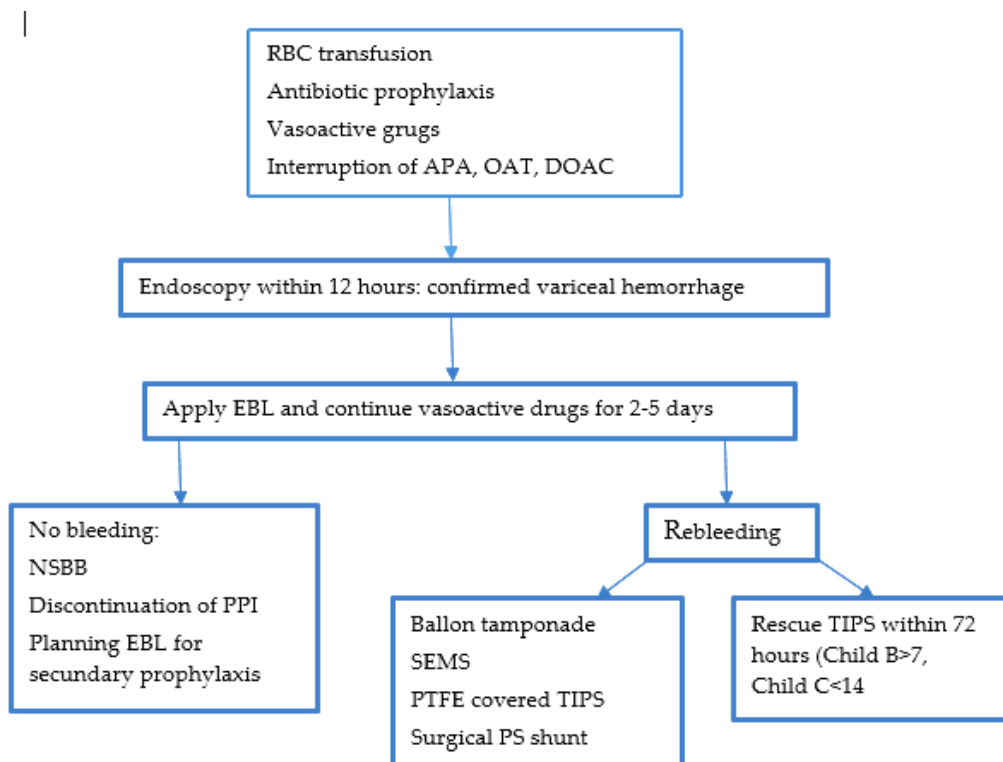 RBC transfusion
Antibiotic prophylaxis
Vasoactive grugs
Interruption of APA, OAT, DOAC
Endoscopy within 12 hours: confirmed variceal hemorrhage
Apply EBL and continue vasoactive drugs for 2-5 days
No bleeding:
NSBB
Discontinuation of PPI
Planning EBL for
secundary prophylaxis
Rebleeding
Ballon tamponade
SEMS
PTFE covered TIPS
Surgical PS shunt
Rescue TIPS within 72
hours (Child B>7,
Child C<14